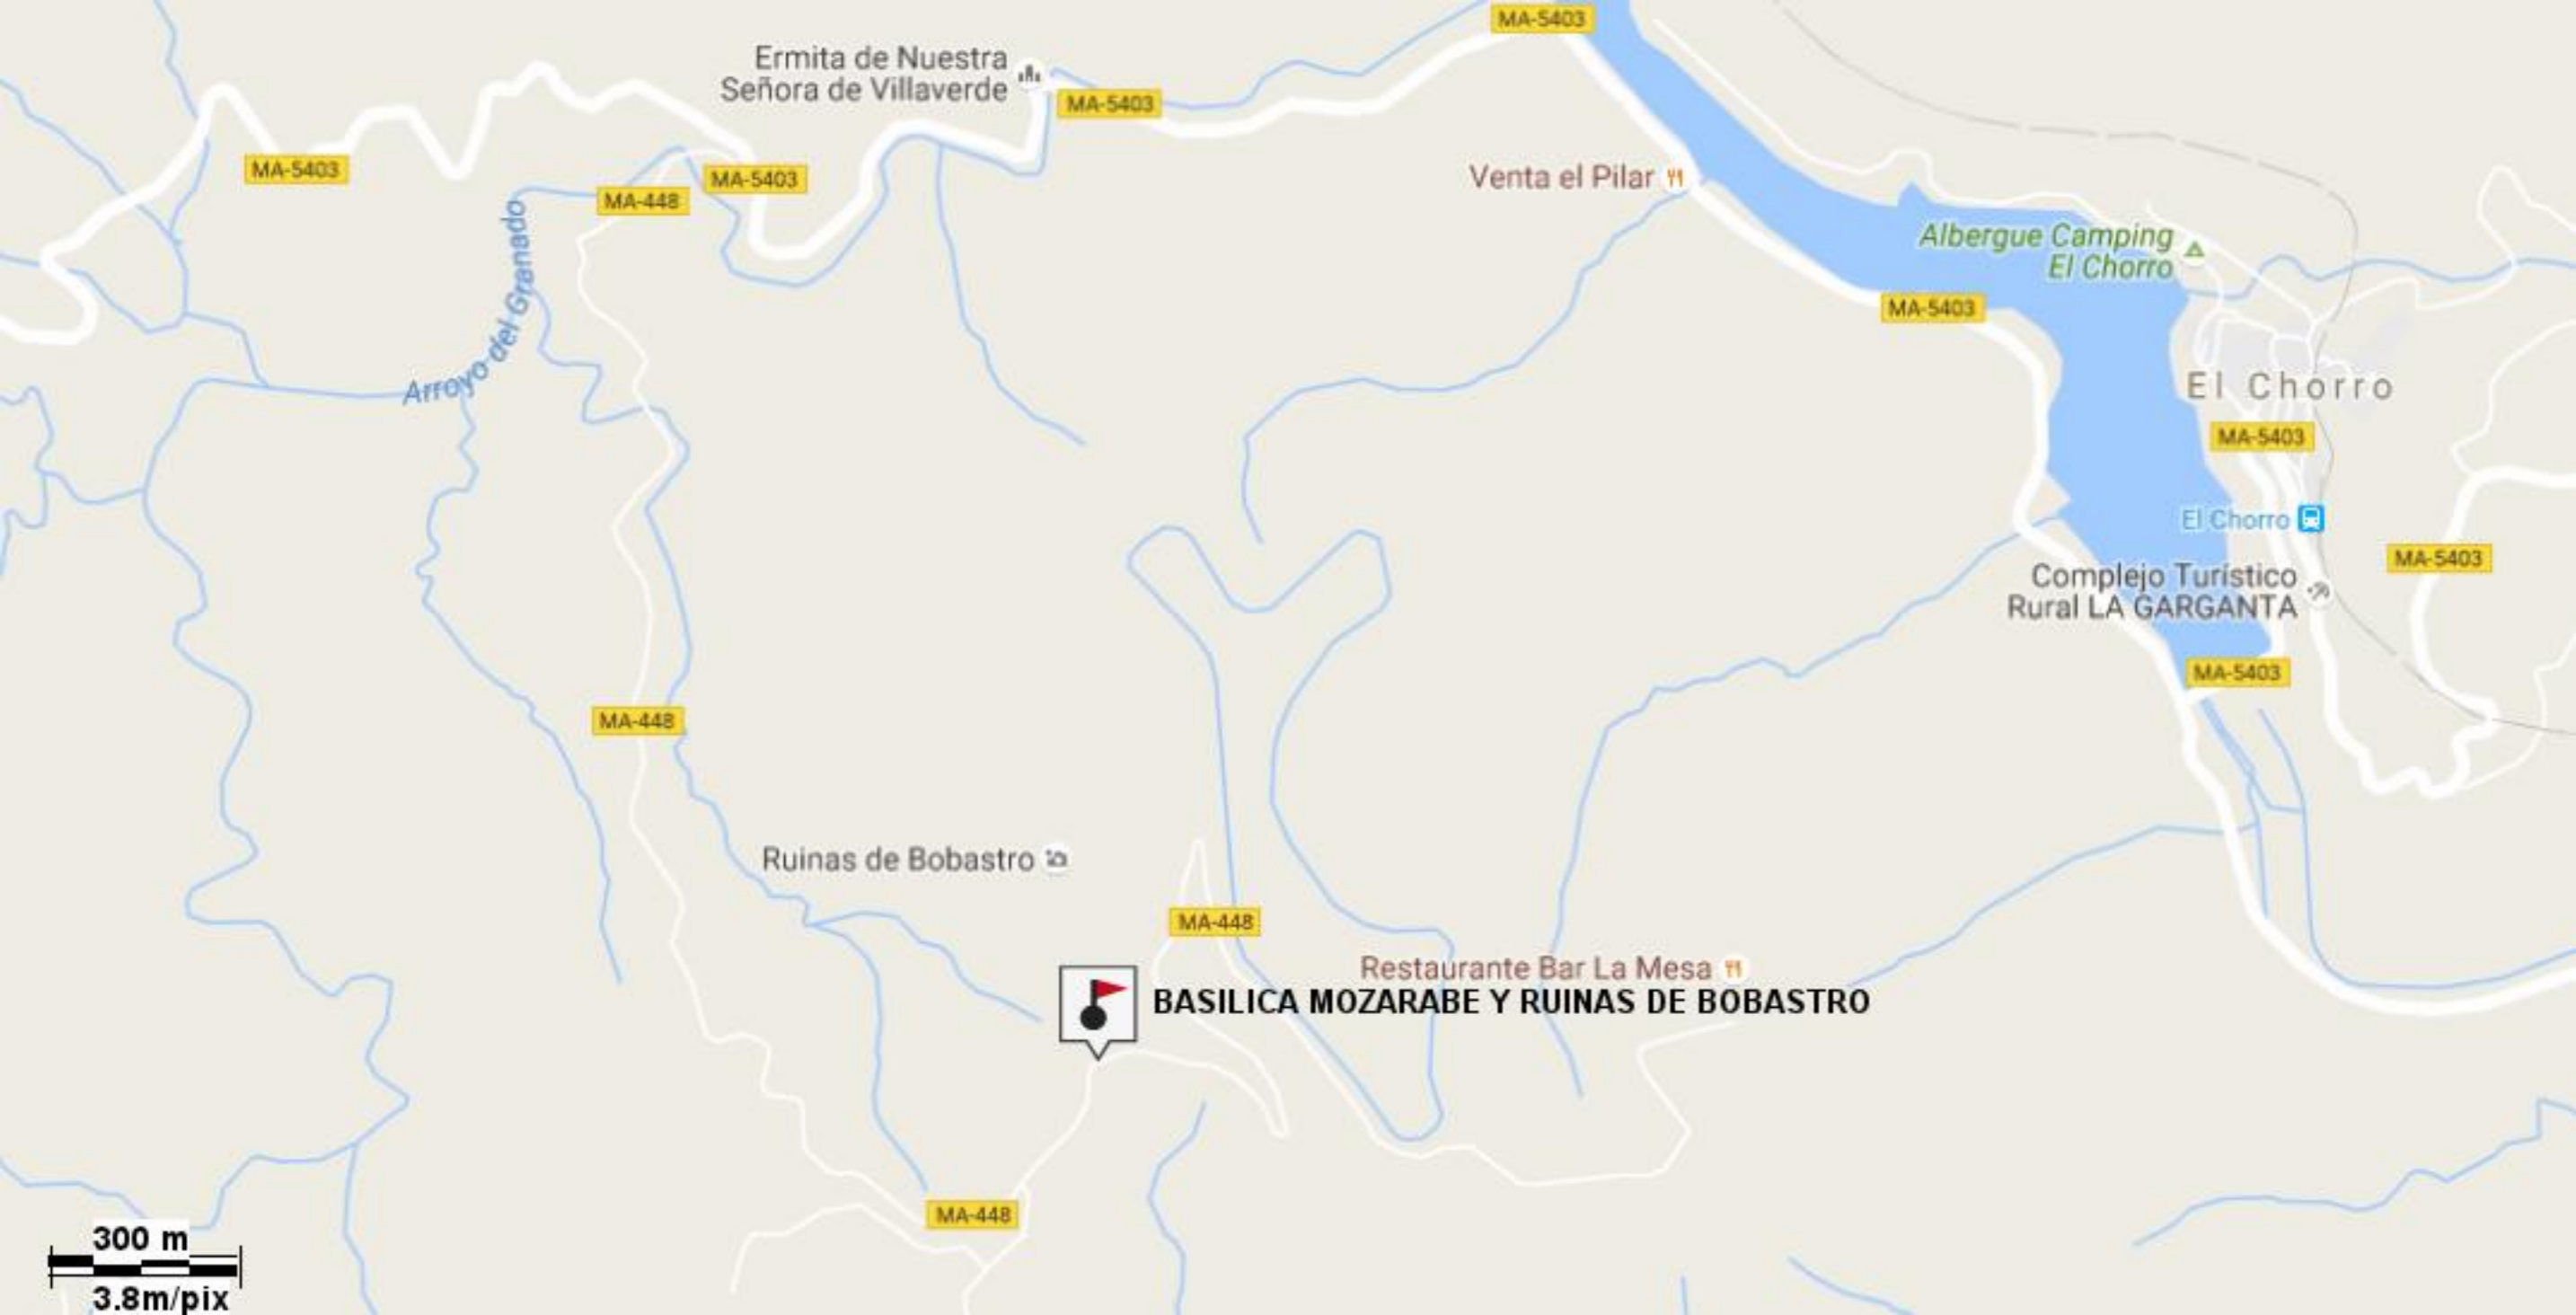 MA-5403
Ermita de Nuestra
Señora de Villaverde
MA-5403
MA-5403
MA-5403
Venta el Pilar
MA-448
Arroyo del Granado
Albergue Camping
El Chorro
MA-5403
El Chorro
MA-5403
El Chorro
MA-5403
Complejo Turístico
Rural LA GARGANTA
MA-5403
MA-448
Ruinas de Bobastro
MA-448
Restaurante Bar La Mesa
BASILICA MOZARABE Y RUINAS DE BOBASTRO
MA-448
300 m
3.8m/pix